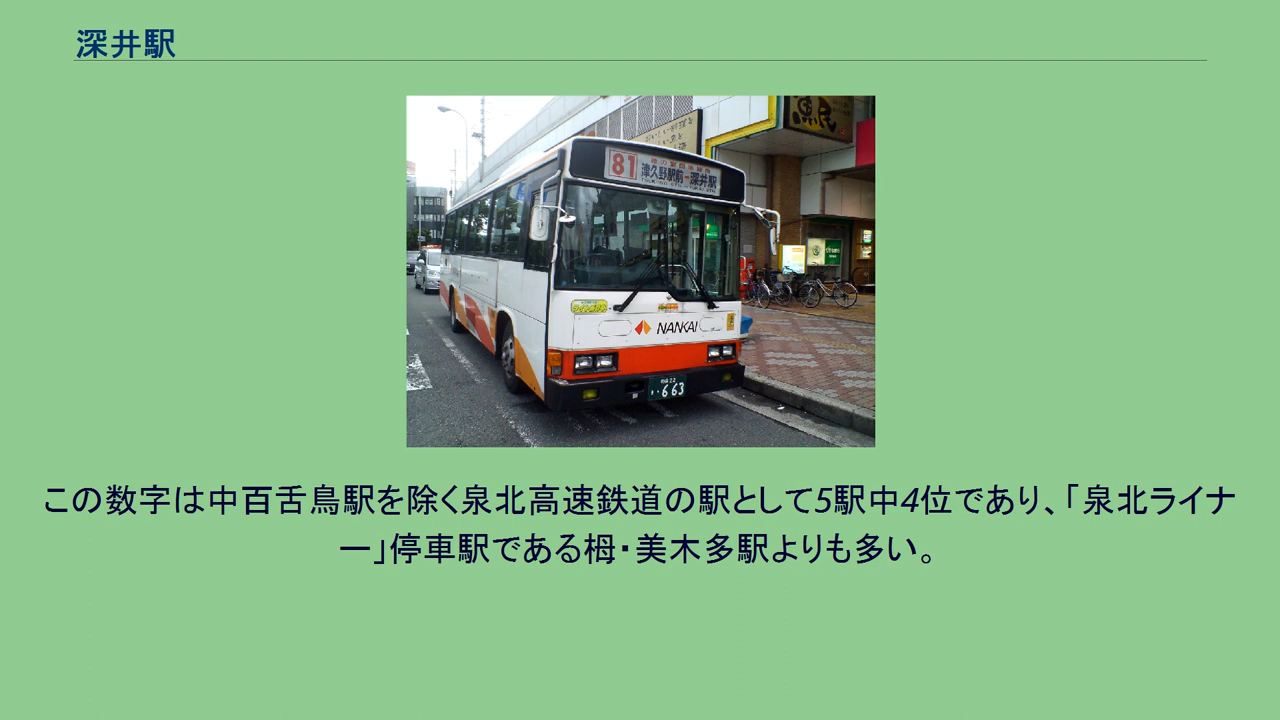 深井駅
魚
81
津久野駅前-深井駅
NANKAI
・・663
この数字は中百舌鳥駅を除く泉北高速鉄道の駅として5駅中4位であり、「泉北ライナ
ー」停車駅である栂・美木多駅よりも多い。